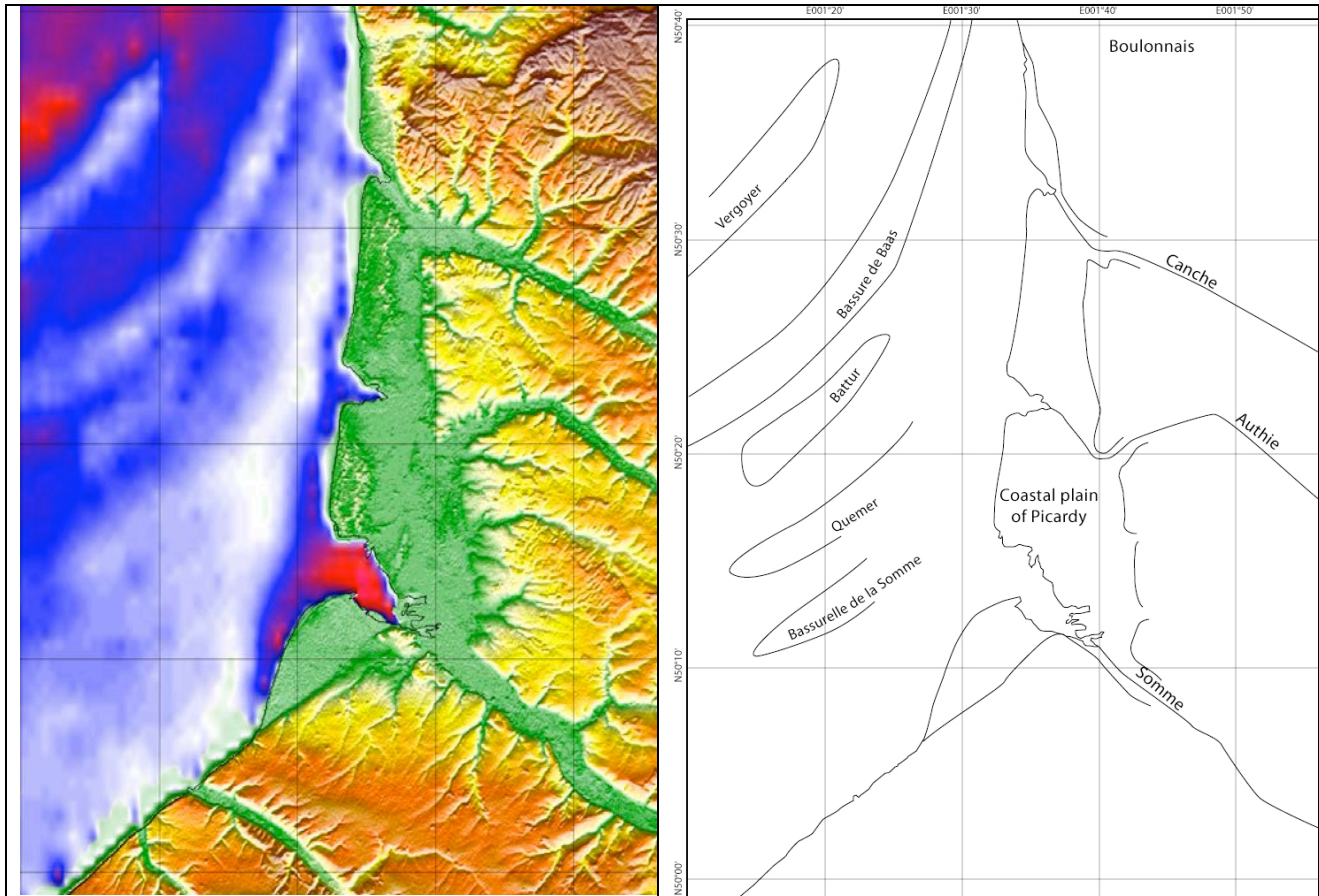 E001°20'
E001°30'
E001°40'
E001°50'
N50°40'
Boulonnais
Vergoyer
N50°30'
Bassure de Baas
Canche
Battur
N50°20'
Authie
Coastal plain
of Picardy
Quemer
Bassurelle de la Somme
N50°10'
Somme
N50°00'